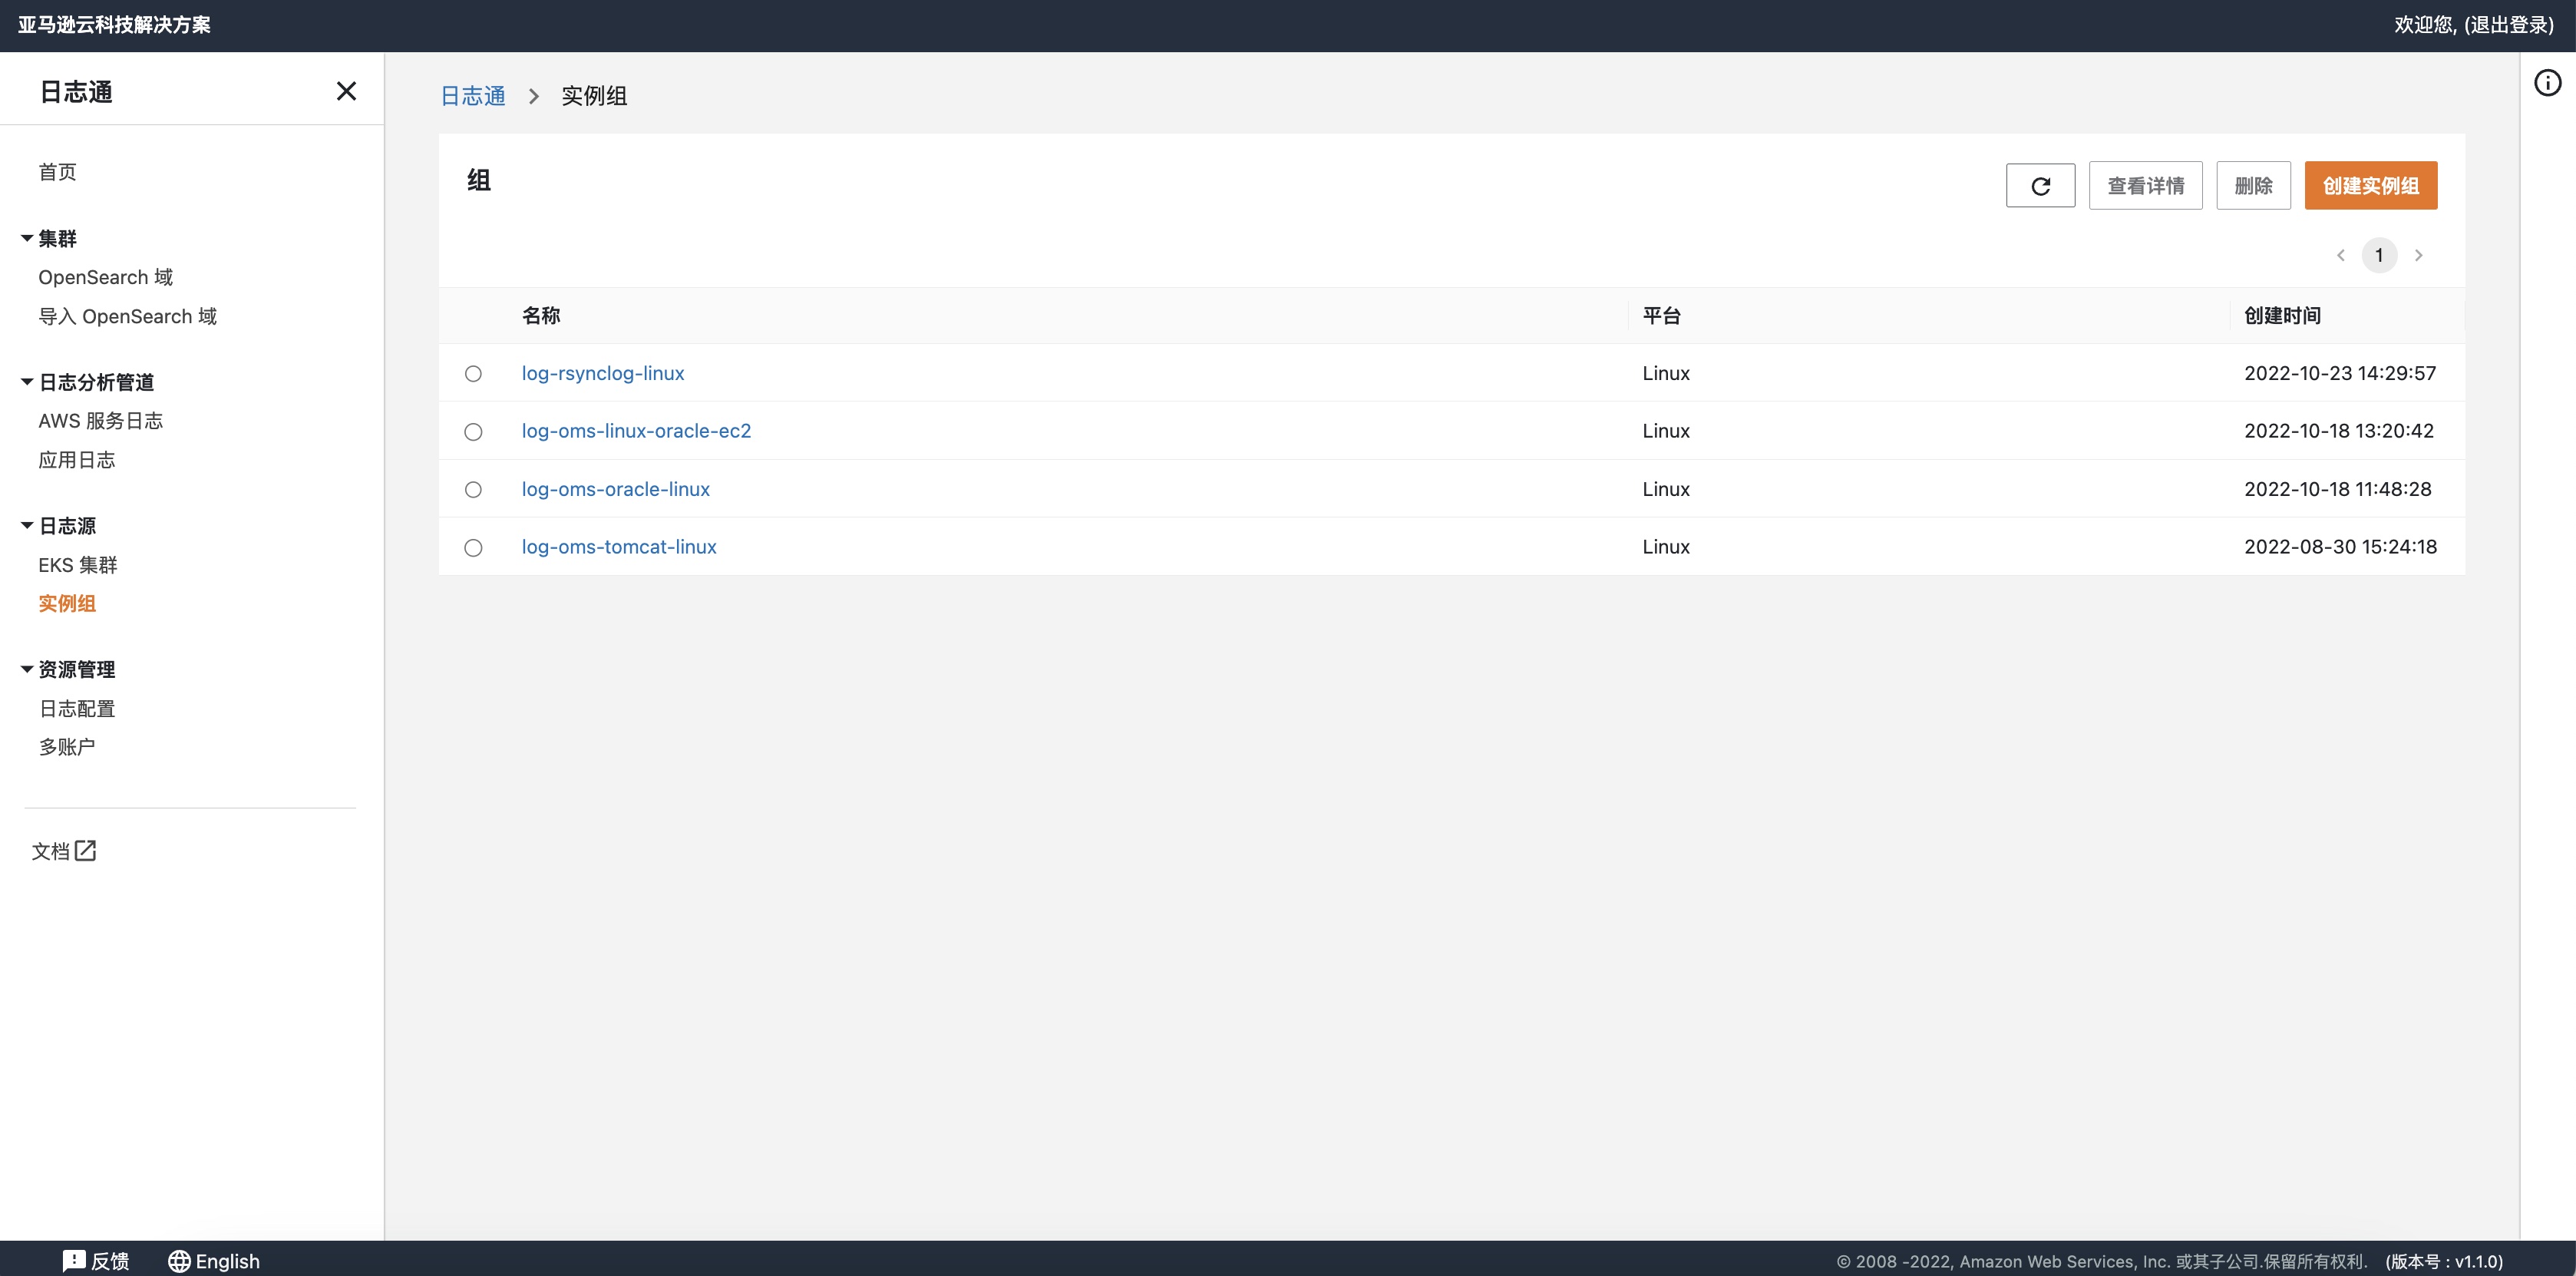 亚马逊云科技解决方案
欢迎您, (退出登录)
日志通
首页
集群
OpenSearch 域
导入 OpenSearch 域
日志分析管道
AWS 服务日志
应用日志
日志源
EKS 集群
实例组
资源管理
日志配置
多账户
文档
日志通 > 实例组
组
查看详情 删除 创建实例组
1
名称 平台 创建时间
log-rsynclog-linux Linux 2022-10-23 14:29:57
log-oms-linux-oracle-ec2 Linux 2022-10-18 13:20:42
log-oms-oracle-linux Linux 2022-10-18 11:48:28
log-oms-tomcat-linux Linux 2022-08-30 15:24:18
反馈 English
© 2008 -2022, Amazon Web Services, Inc. 或其子公司.保留所有权利. (版本号 : v1.1.0)